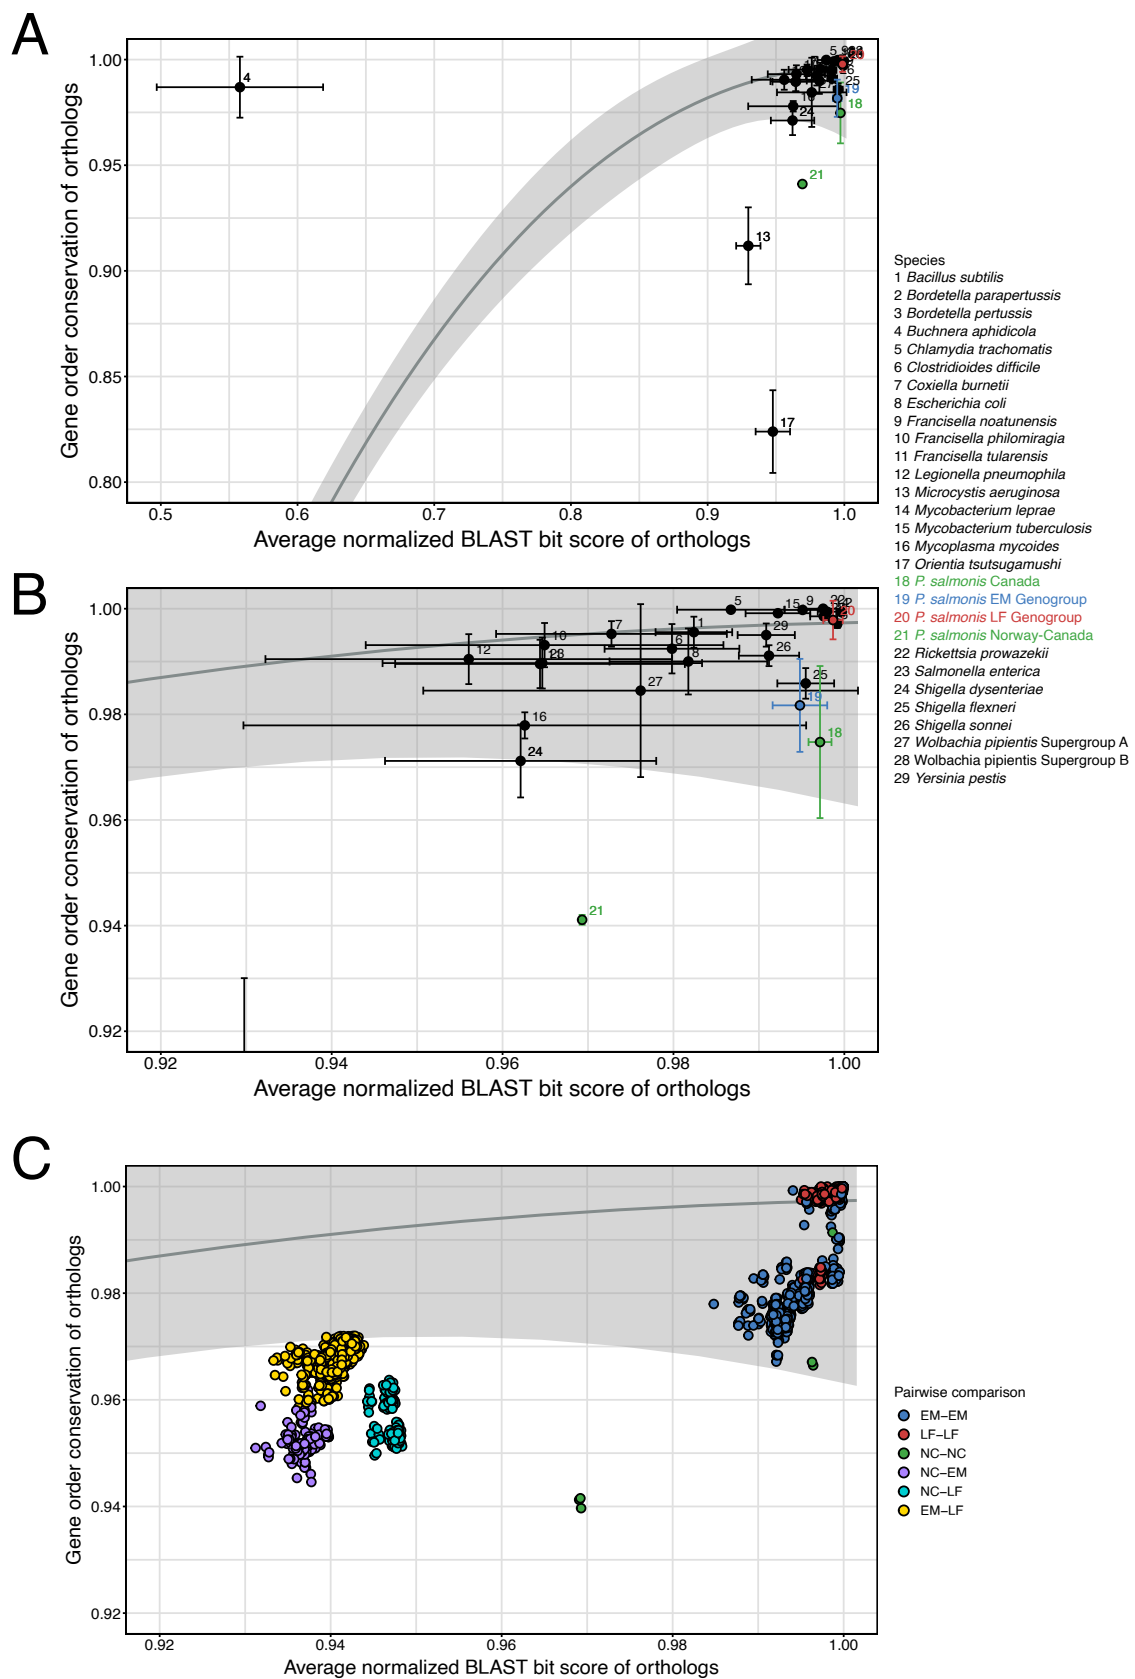 A
Gene order conservation of orthologs
1.00
0.95
0.90
0.85
0.80
4
5
25
19
18
24
21
13
17
0.5
0.6
0.7
0.8
0.9
1.0
Average normalized BLAST bit score of orthologs
Species
1 Bacillus subtilis
2 Bordetella parapertussis
3 Bordetella pertussis
4 Buchnera aphidicola
5 Chlamydia trachomatis
6 Clostridioides difficile
7 Coxiella burnetii
8 Escherichia coli
9 Francisella noatunensis
10 Francisella philomiragia
11 Francisella tularensis
12 Legionella pneumophila
13 Microcystis aeruginosa
14 Mycobacterium leprae
15 Mycobacterium tuberculosis
16 Mycoplasma mycoides
17 Orientia tsutsugamushi
18 P. salmonis Canada
19 P. salmonis EM Genogroup
20 P. salmonis LF Genogroup
21 P. salmonis Norway-Canada
22 Rickettsia prowazekii
23 Salmonella enterica
24 Shigella dysenteriae
25 Shigella flexneri
26 Shigella sonnei
27 Wolbachia pipientis Supergroup A
28 Wolbachia pipientis Supergroup B
29 Yersinia pestis
B
Gene order conservation of orthologs
1.00
0.98
0.96
0.94
0.92
5
15
9
20
7
1
29
10
6
26
12
8
27
25
19
16
18
24
21
0.92
0.94
0.96
0.98
1.00
Average normalized BLAST bit score of orthologs
C
Gene order conservation of orthologs
1.00
0.98
0.96
0.94
0.92
0.92
0.94
0.96
0.98
1.00
Average normalized BLAST bit score of orthologs
Pairwise comparison
EM−EM
LF−LF
NC−NC
NC−EM
NC−LF
EM−LF